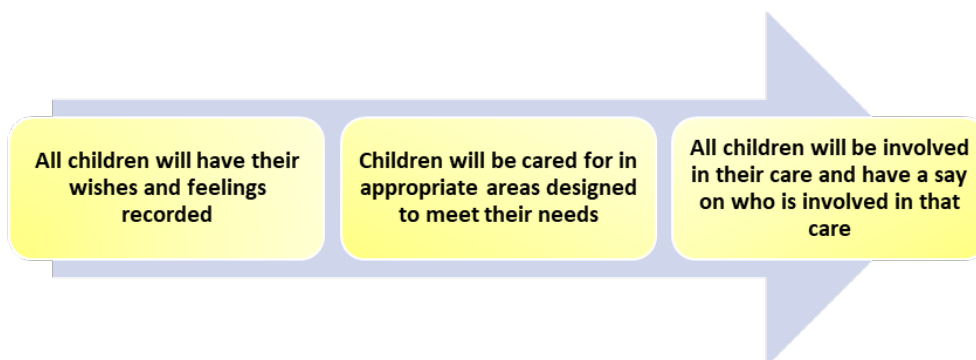 All children will have their
wishes and feelings
recorded
Children will be cared for in
appropriate areas designed
to meet their needs
All children will be involved
in their care and have a say
on who is involved in that
care